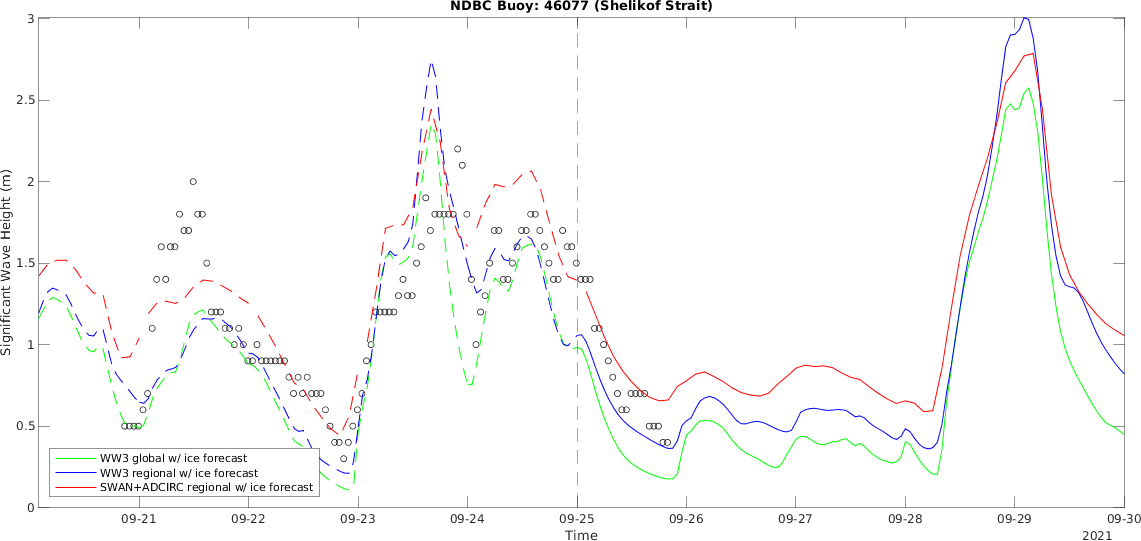 NDBC Buoy: 46077 (Shelikof Strait)
3
2.5
2
1.5
1
0.5
0
Significant Wave Height (m)
WW3 global w/ ice forecast
WW3 regional w/ ice forecast
SWAN+ADCIRC regional w/ ice forecast
09-21 09-22 09-23 09-24 09-25 09-26 09-27 09-28 09-29 09-30
Time
2021